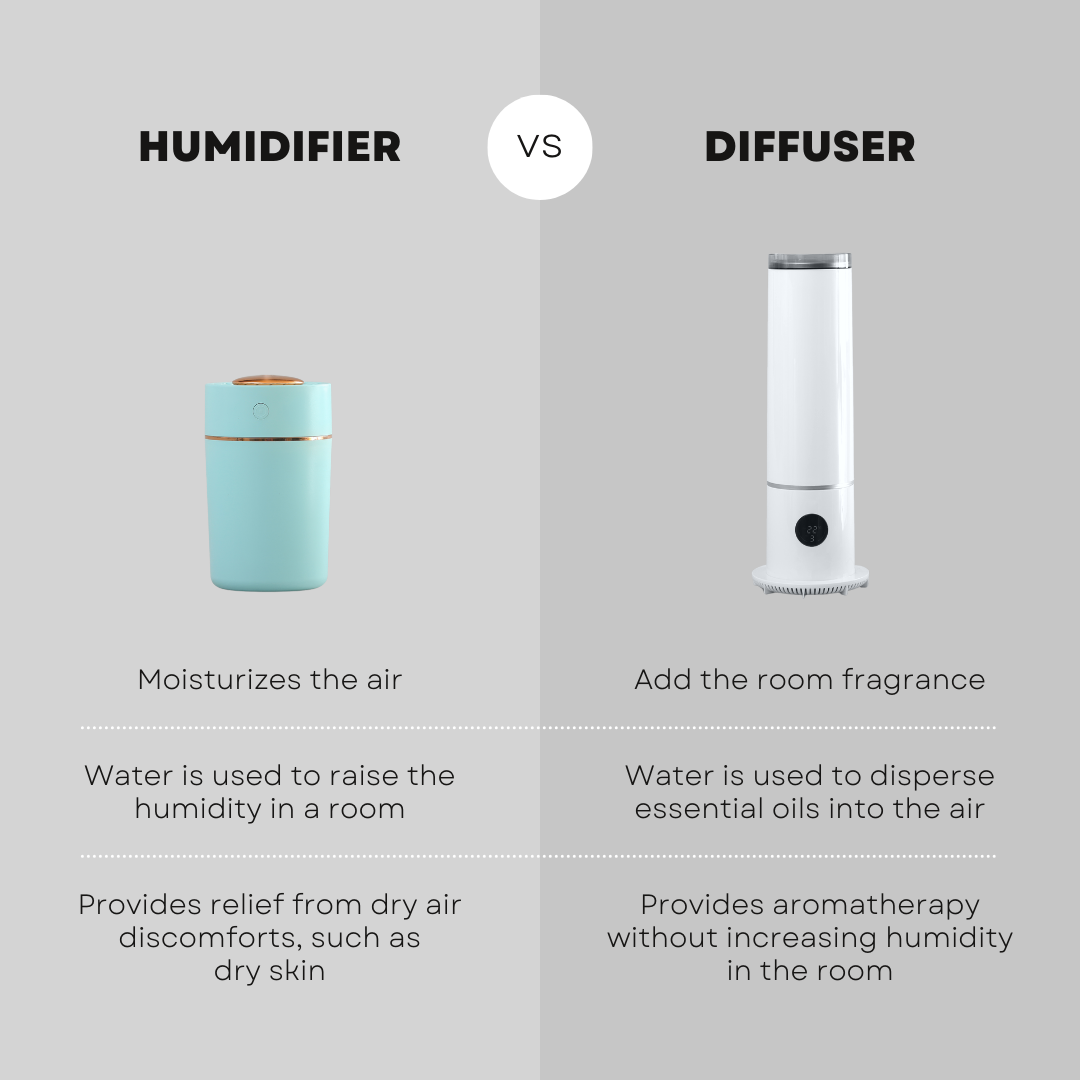 HUMIDIFIER
VS
DIFFUSER
22
3
Moisturizes the air
Add the room fragrance
Water is used to raise the
humidity in a room
Water is used to disperse
essential oils into the air
Provides relief from dry air
discomforts, such as
dry skin
Provides aromatherapy
without increasing humidity
in the room